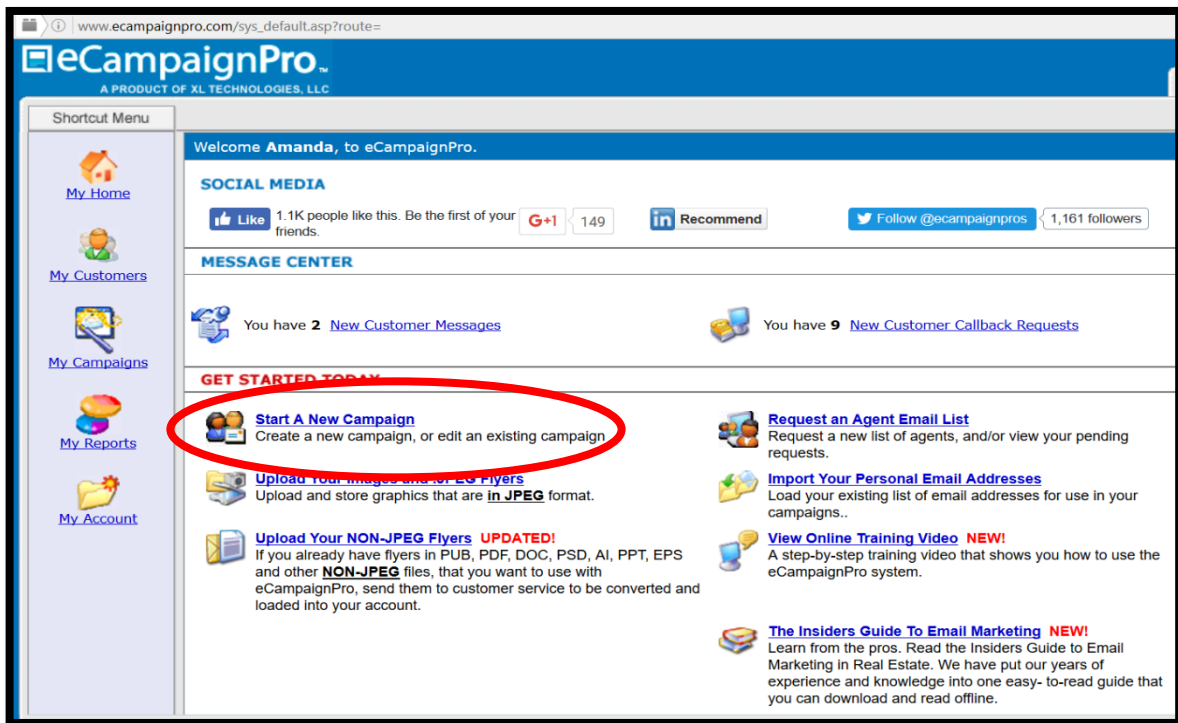 www.ecampaignpro.com/sys_default.asp?route=
eCampaignPro™
A PRODUCT OF XL TECHNOLOGIES, LLC
Shortcut Menu
My Home
My Customers
My Campaigns
My Reports
My Account
Welcome Amanda, to eCampaignPro.
SOCIAL MEDIA
Like 1.1K people like this. Be the first of your
friends.
G+1 149
in Recommend
Follow @ecampaignpros 1,161 followers
MESSAGE CENTER
You have 2 New Customer Messages
You have 9 New Customer Callback Requests
GET STARTED TODAY
Start A New Campaign
Create a new campaign, or edit an existing campaign
Upload Your Images and JPEG Flyers
Upload and store graphics that are in JPEG format.
Upload Your NON-JPEG Flyers UPDATED!
If you already have flyers in PUB, PDF, DOC, PSD, AI, PPT, EPS
and other NON-JPEG files, that you want to use with
eCampaignPro, send them to customer service to be converted and
loaded into your account.
Request an Agent Email List
Request a new list of agents, and/or view your pending
requests.
Import Your Personal Email Addresses
Load your existing list of email addresses for use in your
campaigns..
View Online Training Video NEW!
A step-by-step training video that shows you how to use the
eCampaignPro system.
The Insiders Guide To Email Marketing NEW!
Learn from the pros. Read the Insiders Guide to Email
Marketing in Real Estate. We have put our years of
experience and knowledge into one easy- to-read guide that
you can download and read offline.